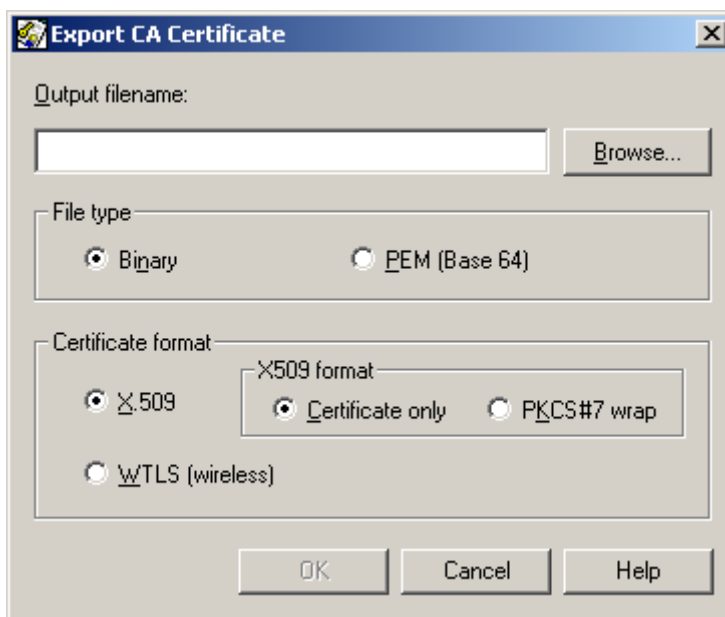 Export CA Certificate
Output filename:
Browse...
File type
Binary PEM (Base 64)
Certificate format
X509 format
X.509 Certificate only PKCS#7 wrap
WTLS (wireless)
OK Cancel Help